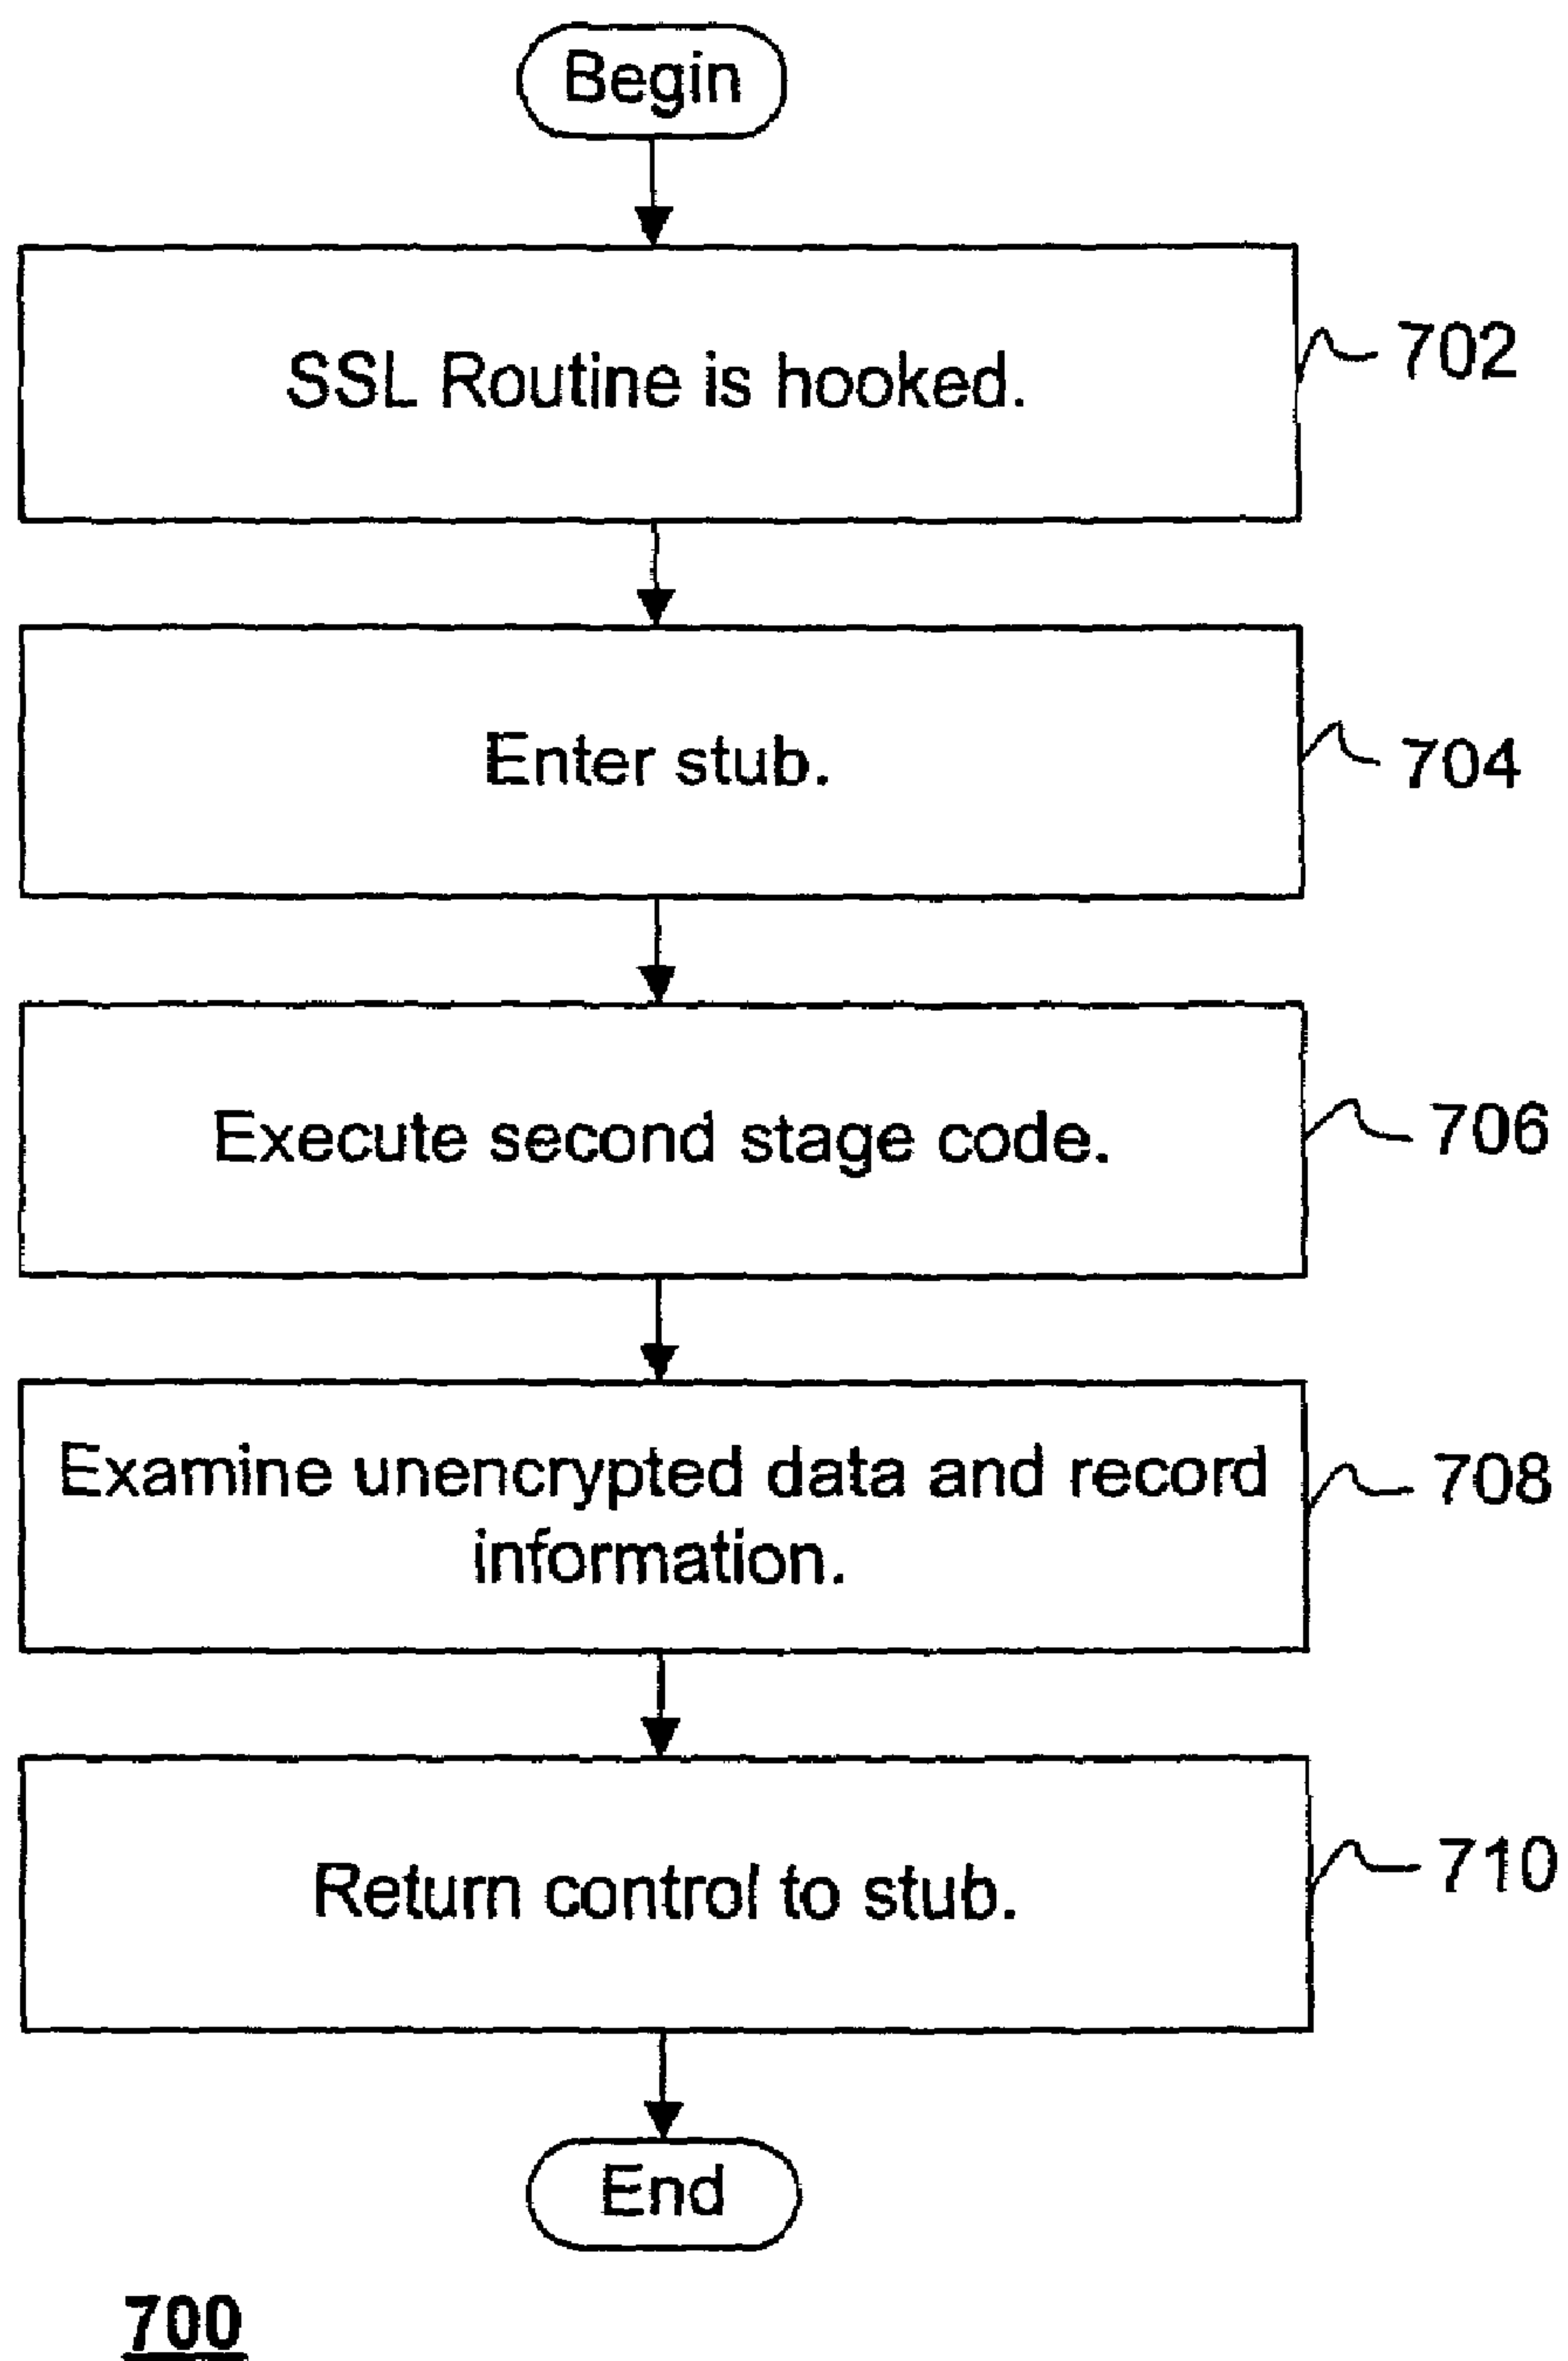 Begin
SSL Routine is hooked.
702
Enter stub.
704
Execute second stage code.
706
Examine unencrypted data and record
information.
708
Return control to stub.
710
End
700